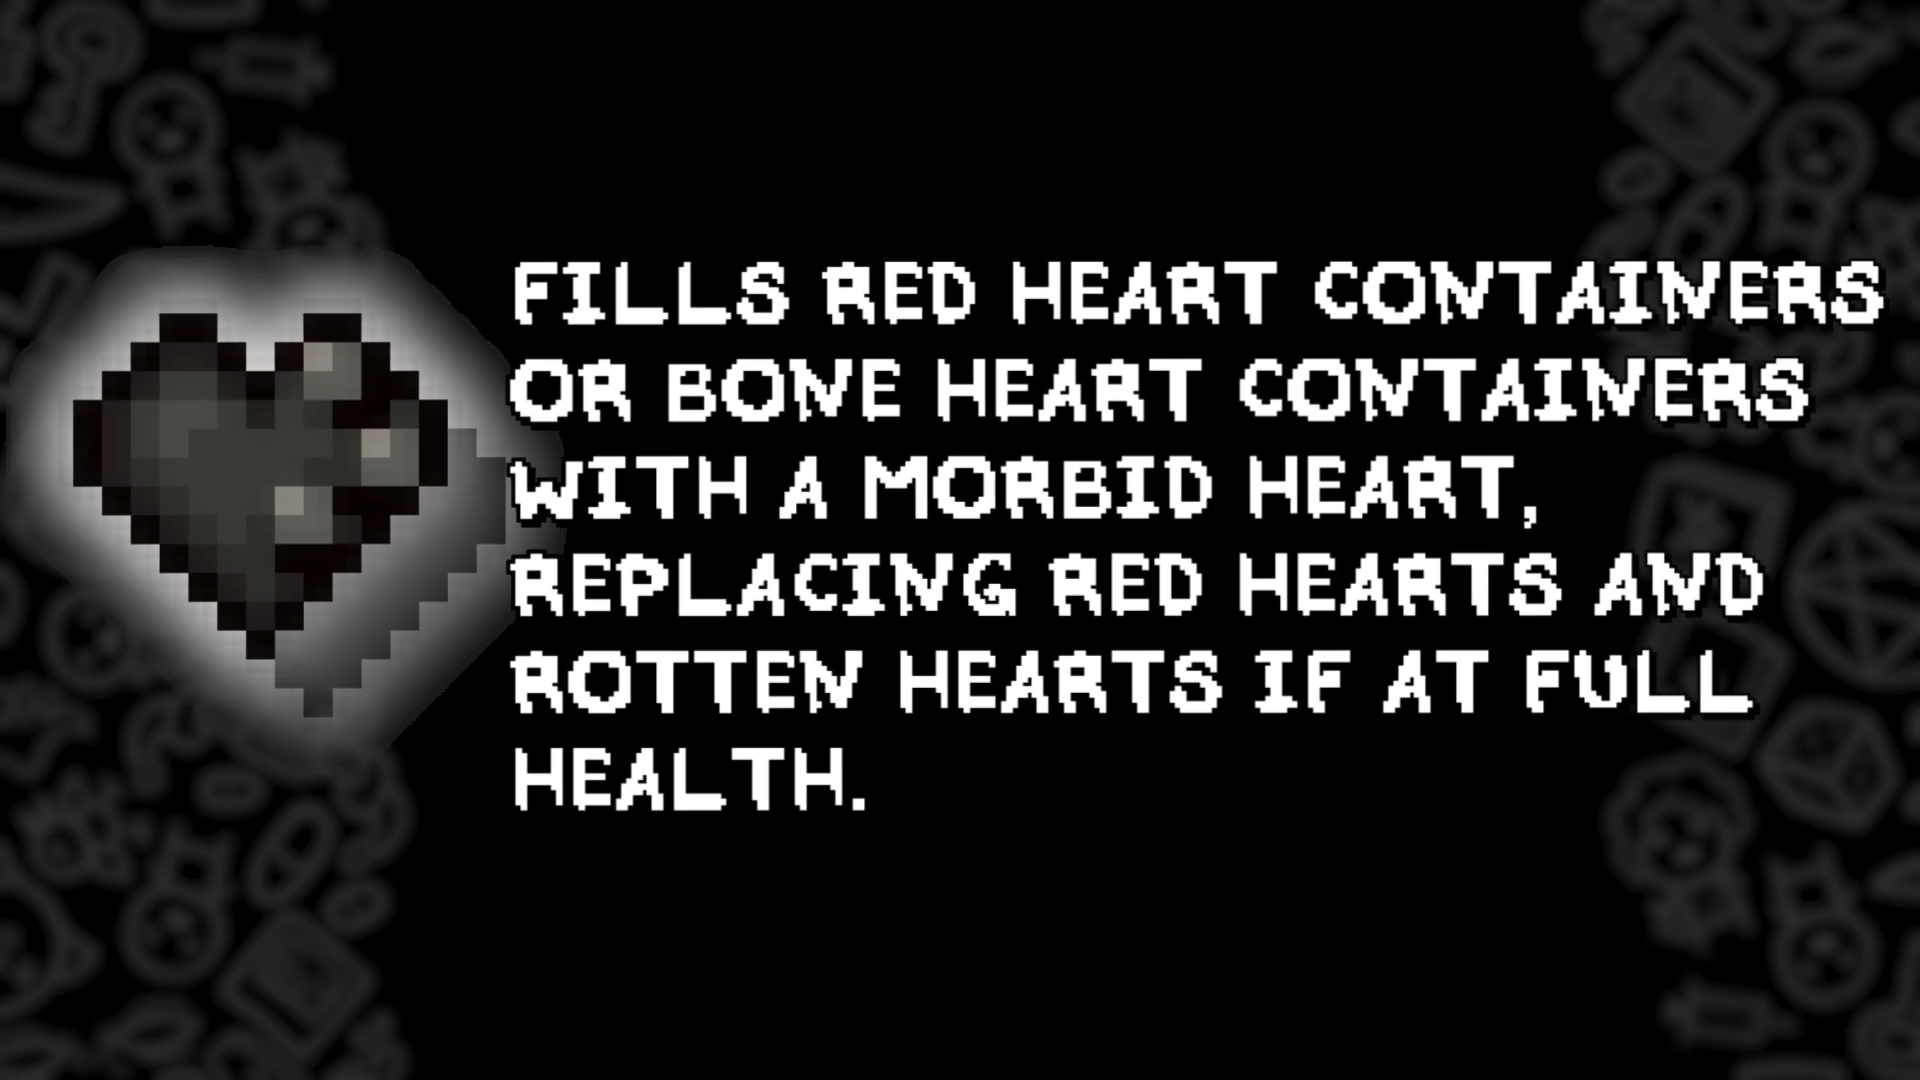 FILLS RED HEART CONTAINERS
OR BONE HEART CONTAINERS
WITH A MORBID HEART,
REPLACING RED HEARTS AND
ROTTEN HEARTS IF AT FULL
HEALTH.